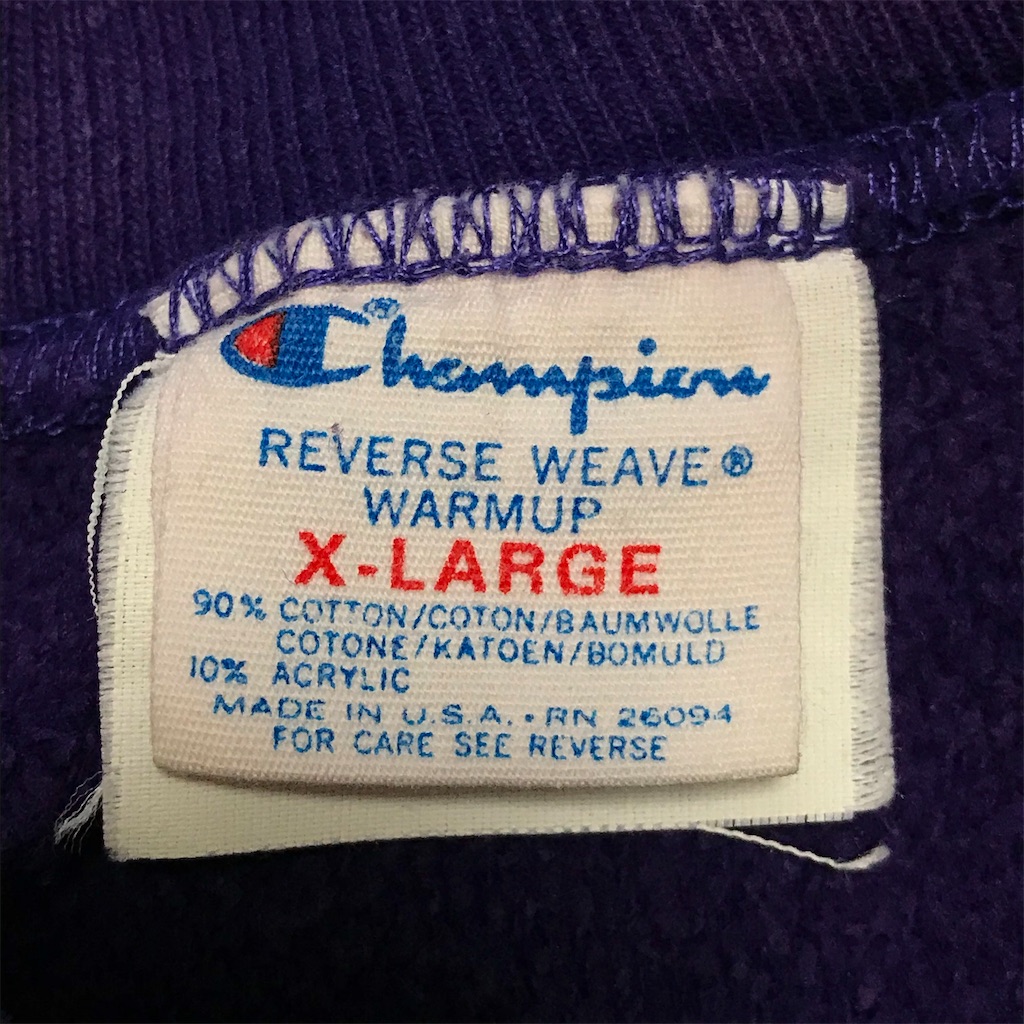 Champion®
REVERSE WEAVE®
WARMUP
X-LARGE
90% COTTON/COTON/BAUMWOLLE
COTONE/KATOEN/BOMULD
10% ACRYLIC
MADE IN U.S.A. • RN 26094
FOR CARE SEE REVERSE